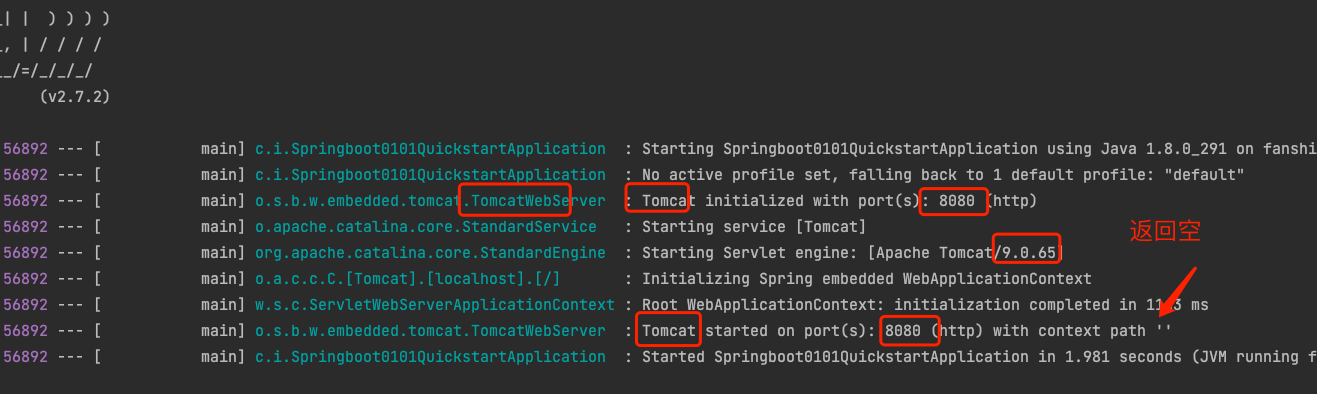 _| |  ) ) ) )
_, | / / / /
__/=/_/_/_/
(v2.7.2)
56892 --- [           main] c.i.Springboot0101QuickstartApplication  : Starting Springboot0101QuickstartApplication using Java 1.8.0_291 on fanshi
56892 --- [           main] c.i.Springboot0101QuickstartApplication  : No active profile set, falling back to 1 default profile: "default"
56892 --- [           main] o.s.b.w.embedded.tomcat.TomcatWebServer  : Tomcat initialized with port(s): 8080 (http)
56892 --- [           main] o.apache.catalina.core.StandardService   : Starting service [Tomcat]
返回空
56892 --- [           main] org.apache.catalina.core.StandardEngine  : Starting Servlet engine: [Apache Tomcat/9.0.65]
56892 --- [           main] o.a.c.c.C.[Tomcat].[localhost].[/]       : Initializing Spring embedded WebApplicationContext
56892 --- [           main] w.s.c.ServletWebServerApplicationContext : Root WebApplicationContext: initialization completed in ms
56892 --- [           main] o.s.b.w.embedded.tomcat.TomcatWebServer  : Tomcat started on port(s): 8080 (http) with context path ''
56892 --- [           main] c.i.Springboot0101QuickstartApplication  : Started Springboot0101QuickstartApplication in 1.981 seconds (JVM running f